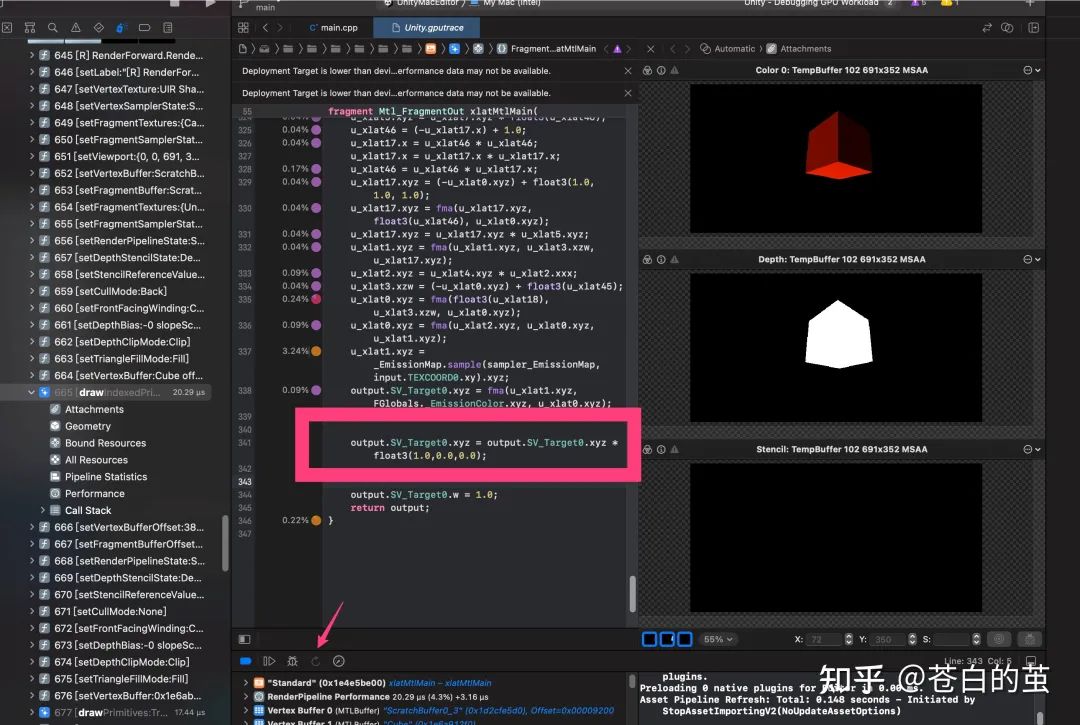 main
UnityMacEditor
My Mac (Intel)
Unity - Debugging GPU Workload
2
main.cpp
Unity.gputrace
Fragment...atMtlMain
Automatic
Attachments
Deployment Target is lower than devi...erformance data may not be available.
Deployment Target is lower than devi...erformance data may not be available.
645 [R] RenderForward.Rende...
646 [setLabel:"[R] RenderFor...
647 [setVertexTexture:UIR Sha...
648 [setVertexSamplerState:S...
649 [setFragmentTextures:{Ca...
650 [setFragmentSamplerStat...
651 [setViewport:{0, 0, 691, 3...
652 [setVertexBuffer:ScratchB...
653 [setFragmentBuffer:Scrat...
654 [setFragmentTextures:{Un...
655 [setFragmentSamplerStat...
656 [setRenderPipelineState:S...
657 [setDepthStencilState:De...
658 [setStencilReferenceValue...
659 [setCullMode:Back]
660 [setFrontFacingWinding:C...
661 [setDepthBias:-0 slopeSc...
662 [setDepthClipMode:Clip]
663 [setTriangleFillMode:Fill]
664 [setVertexBuffer:Cube off...
665 [drawIndexedPri... 20.29 μs
Attachments
Geometry
Bound Resources
All Resources
Pipeline Statistics
Performance
Call Stack
666 [setVertexBufferOffset:38...
667 [setFragmentBufferOffset...
668 [setRenderPipelineState:S...
669 [setDepthStencilState:De...
670 [setStencilReferenceValue...
671 [setCullMode:None]
672 [setFrontFacingWinding:C...
673 [setDepthBias:-0 slopeSc...
674 [setDepthClipMode:Clip]
675 [setTriangleFillMode:Fill]
676 [setVertexBuffer:0x1e6ab...
677 [drawPrimitives:Tr... 17.44 μs
55 fragment Mtl_FragmentOut xlatMtlMain(
325 0.04% u_xlat46 = (-u_xlat17.x) + 1.0;
326 0.04% u_xlat17.x = u_xlat46 * u_xlat46;
327 u_xlat17.x = u_xlat17.x * u_xlat17.x;
328 0.17% u_xlat46 = u_xlat46 * u_xlat17.x;
329 0.04% u_xlat17.xyz = (-u_xlat0.xyz) + float3(1.0,
1.0, 1.0);
330 0.04% u_xlat17.xyz = fma(u_xlat17.xyz,
float3(u_xlat46), u_xlat0.xyz);
331 0.04% u_xlat17.xyz = u_xlat17.xyz * u_xlat5.xyz;
332 0.04% u_xlat1.xyz = fma(u_xlat1.xyz, u_xlat3.xzw,
u_xlat17.xyz);
333 0.09% u_xlat2.xyz = u_xlat4.xyz * u_xlat2.xxx;
334 0.04% u_xlat3.xzw = (-u_xlat0.xyz) + float3(u_xlat45);
335 0.24% u_xlat0.xyz = fma(float3(u_xlat18),
u_xlat3.xzw, u_xlat0.xyz);
336 0.09% u_xlat0.xyz = fma(u_xlat2.xyz, u_xlat0.xyz,
u_xlat1.xyz);
337 3.24% u_xlat1.xyz =
_EmissionMap.sample(sampler_EmissionMap,
input.TEXCOORD0.xy).xyz;
338 0.09% output.SV_Target0.xyz = fma(u_xlat1.xyz,
FGlobals._EmissionColor.xyz, u_xlat0.xyz);
339
340
341 output.SV_Target0.xyz = output.SV_Target0.xyz *
float3(1.0,0.0,0.0);
342
343
344 output.SV_Target0.w = 1.0;
345 return output;
346 0.22% }
347
Color 0: TempBuffer 102 691x352 MSAA
Depth: TempBuffer 102 691x352 MSAA
Stencil: TempBuffer 102 691x352 MSAA
55%
X: 72 Y: 350 S:
Line: 343 Col: 5
"Standard" (0x1e4e5be00) xlatMtlMain – xlatMtlMain
RenderPipeline Performance 20.29 μs (4.3%) +3.16 μs
Vertex Buffer 0 (MTLBuffer) "ScratchBuffer0_3" (0x1d2cfe5d0), Offset=0x00009200
Vertex Buffer 1 (MTLBuffer) "Cube"
plugins.
Preloading 0 native plugins for Editor in 0.00 ms.
Asset Pipeline Refresh: Total: 0.148 seconds - Initiated by
StopAssetImportingV2(NoUpdateAssetOptions)
知乎 @苍白的茧